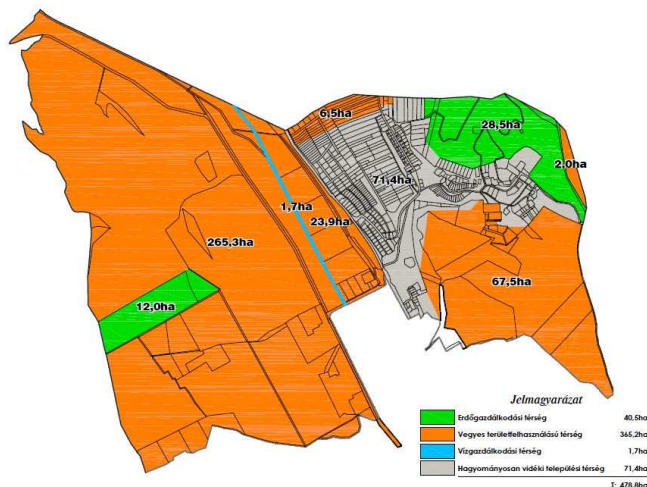 6,5ha
28,5ha
2,0ha
71,4ha
1,7ha
23,9ha
265,3ha
67,5ha
12,0ha
Jelmagyarázat
Erdőgazdálkodási térség 40,5ha
Vegyes területfelhasználású térség 365,2ha
Vízgazdálkodási térség 1,7ha
Hagyományosan vidéki települési térség 71,4ha
Σ: 478,8ha